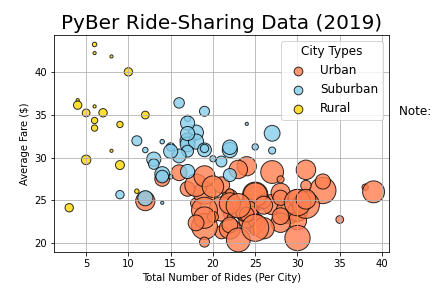 PyBer Ride-Sharing Data (2019)
Average Fare ($)
40
35
30
25
20
City Types
Urban
Suburban
Rural
Note:
5 10 15 20 25 30 35 40
Total Number of Rides (Per City)